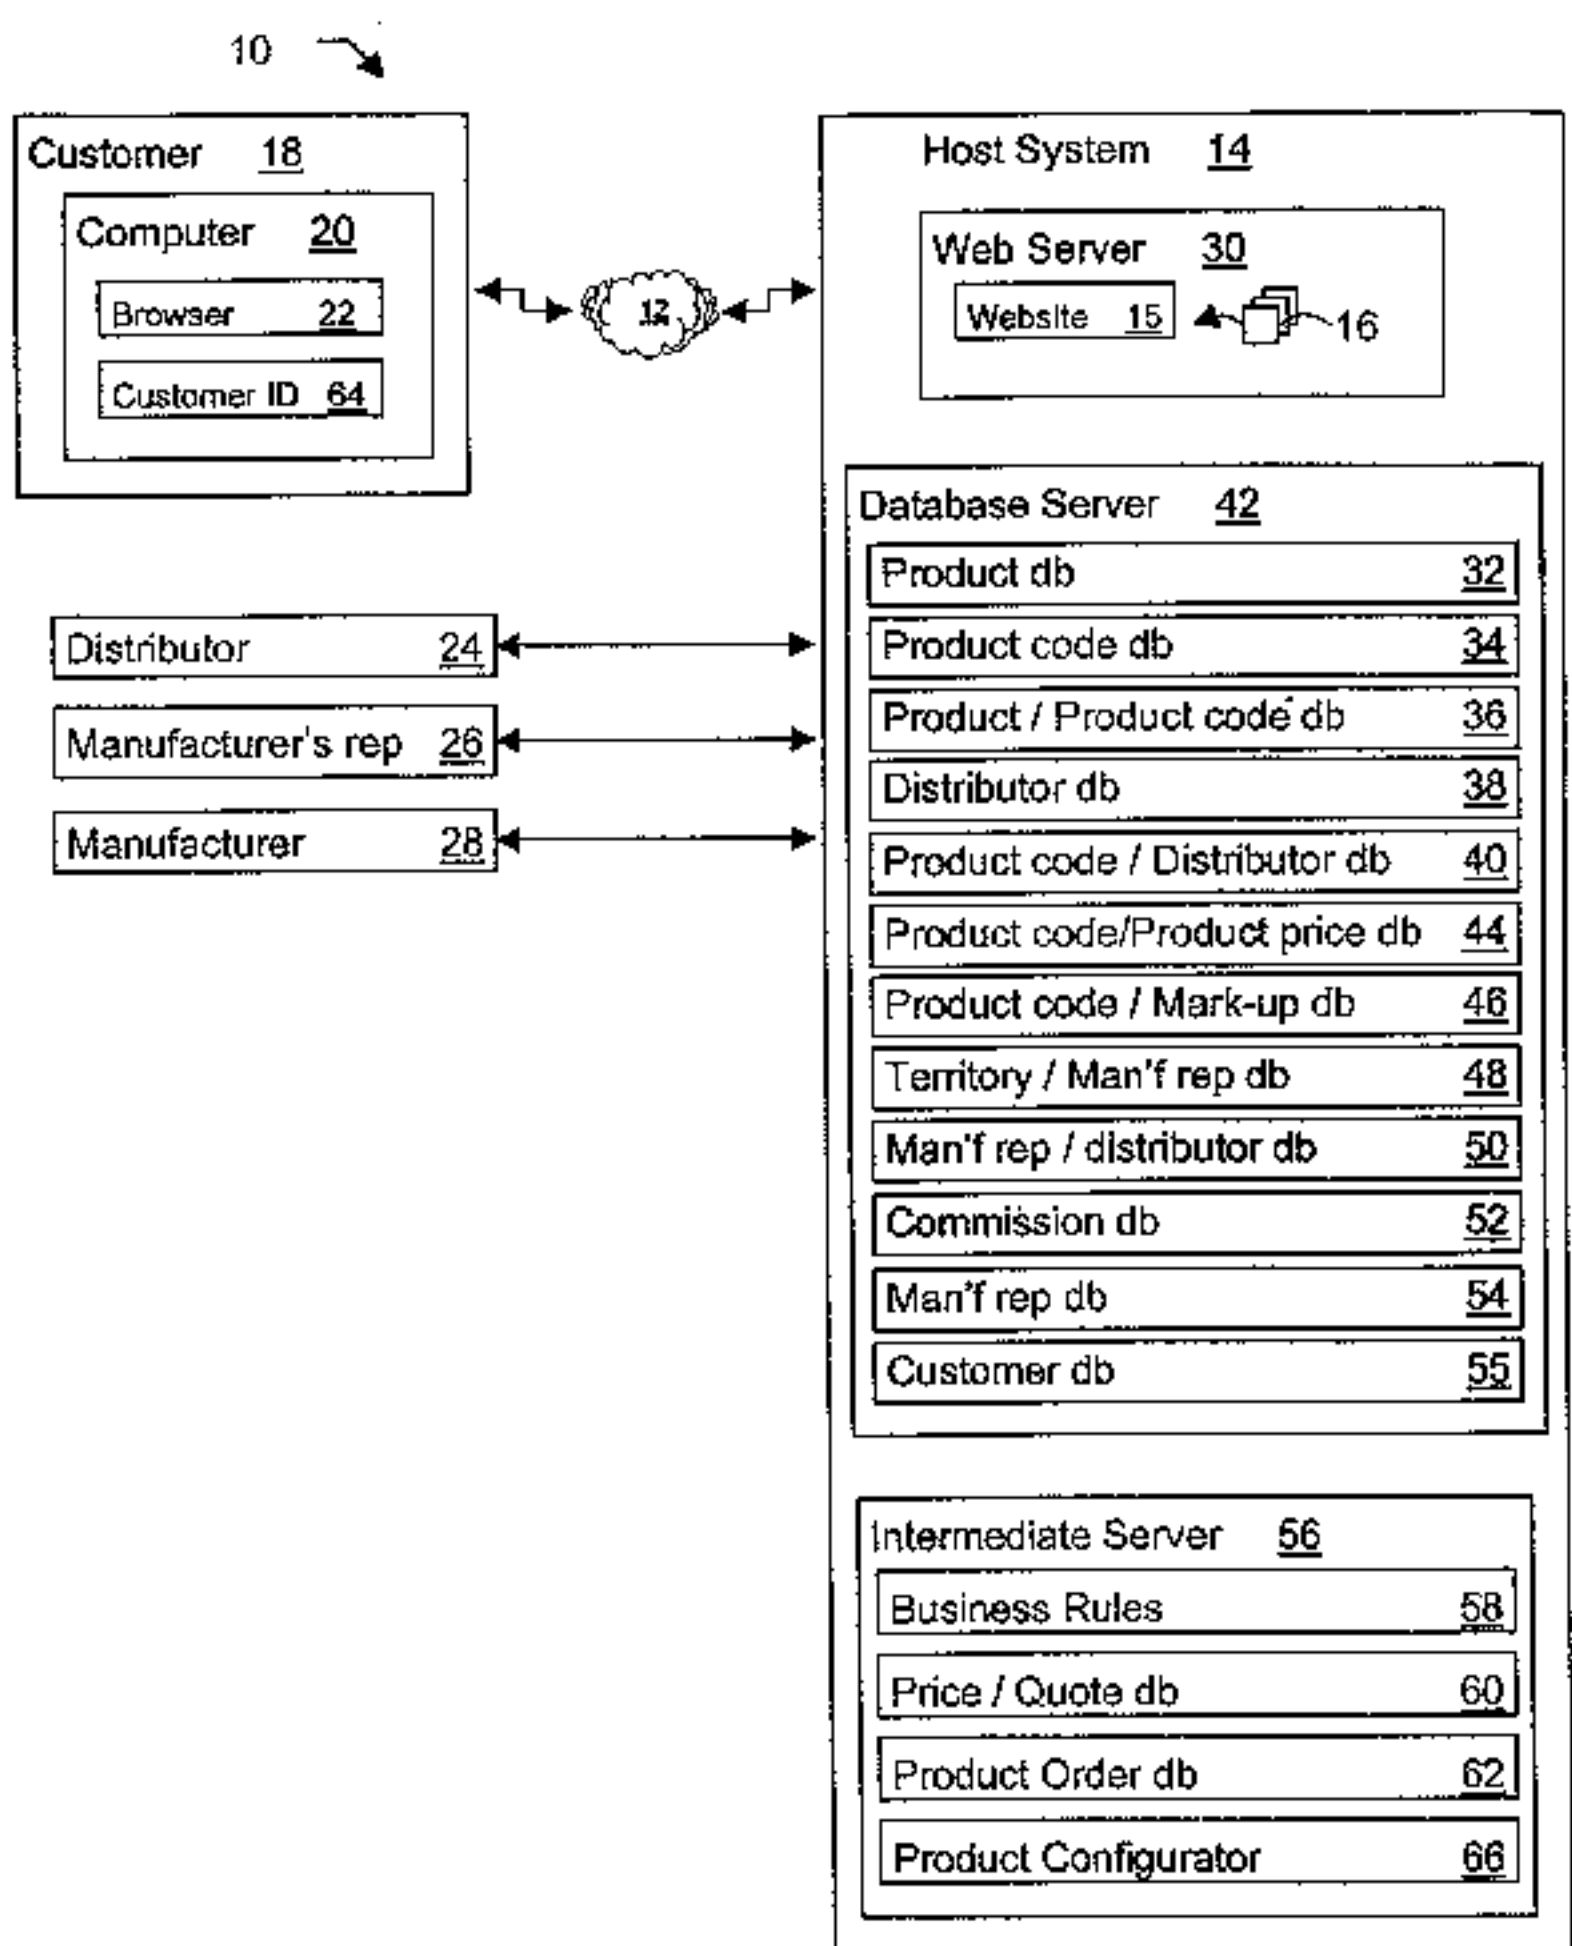 10
Customer 18
Computer 20
Browser 22
Customer ID 64
12
Host System 14
Web Server 30
Website 15
16
Distributor 24
Manufacturer's rep 26
Manufacturer 28
Database Server 42
Product db 32
Product code db 34
Product / Product code db 36
Distributor db 38
Product code / Distributor db 40
Product code/Product price db 44
Product code / Mark-up db 46
Territory / Man'f rep db 48
Man'f rep / distributor db 50
Commission db 52
Man'f rep db 54
Customer db 55
Intermediate Server 56
Business Rules 58
Price / Quote db 60
Product Order db 62
Product Configurator 66